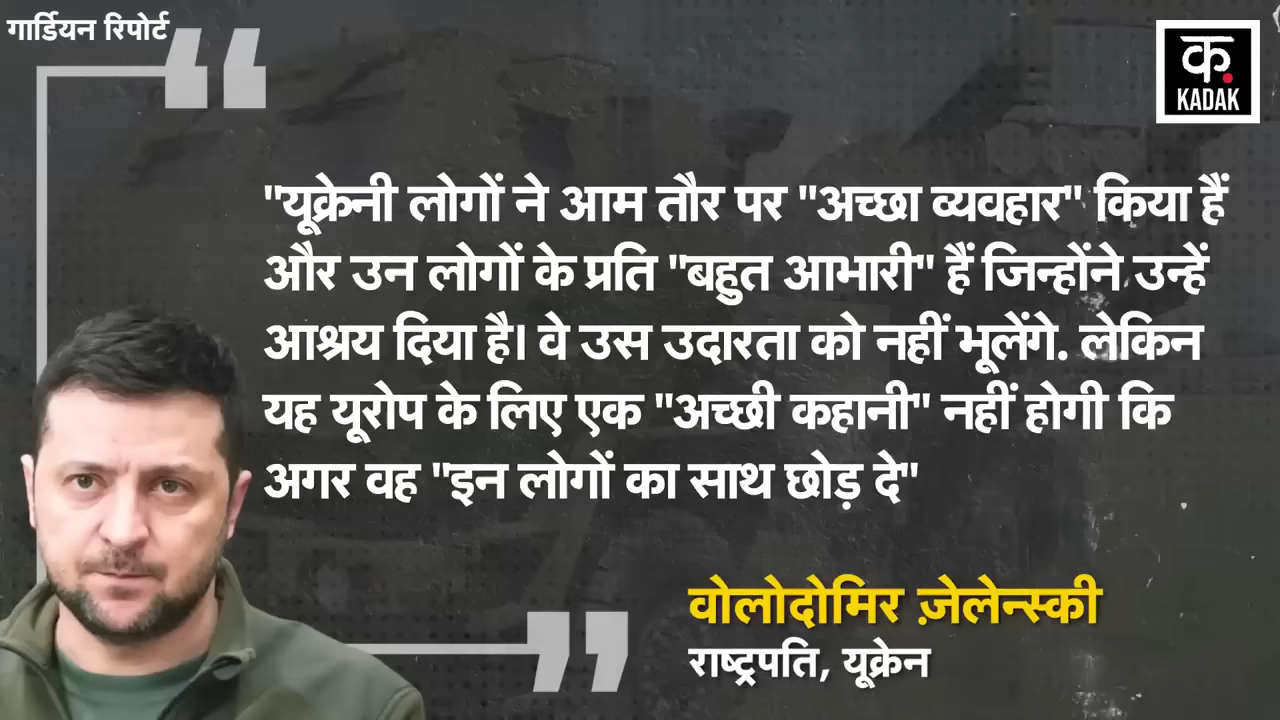 गार्डियन रिपोर्ट
क.
KADAK
"यूक्रेनी लोगों ने आम तौर पर "अच्छा व्यवहार" किया हैं
और उन लोगों के प्रति "बहुत आभारी" हैं जिन्होंने उन्हें
आश्रय दिया है। वे उस उदारता को नहीं भूलेंगे. लेकिन
यह यूरोप के लिए एक "अच्छी कहानी" नहीं होगी कि
अगर वह "इन लोगों का साथ छोड़ दे"
वोलोदोमिर ज़ेलेन्स्की
राष्ट्रपति, यूक्रेन